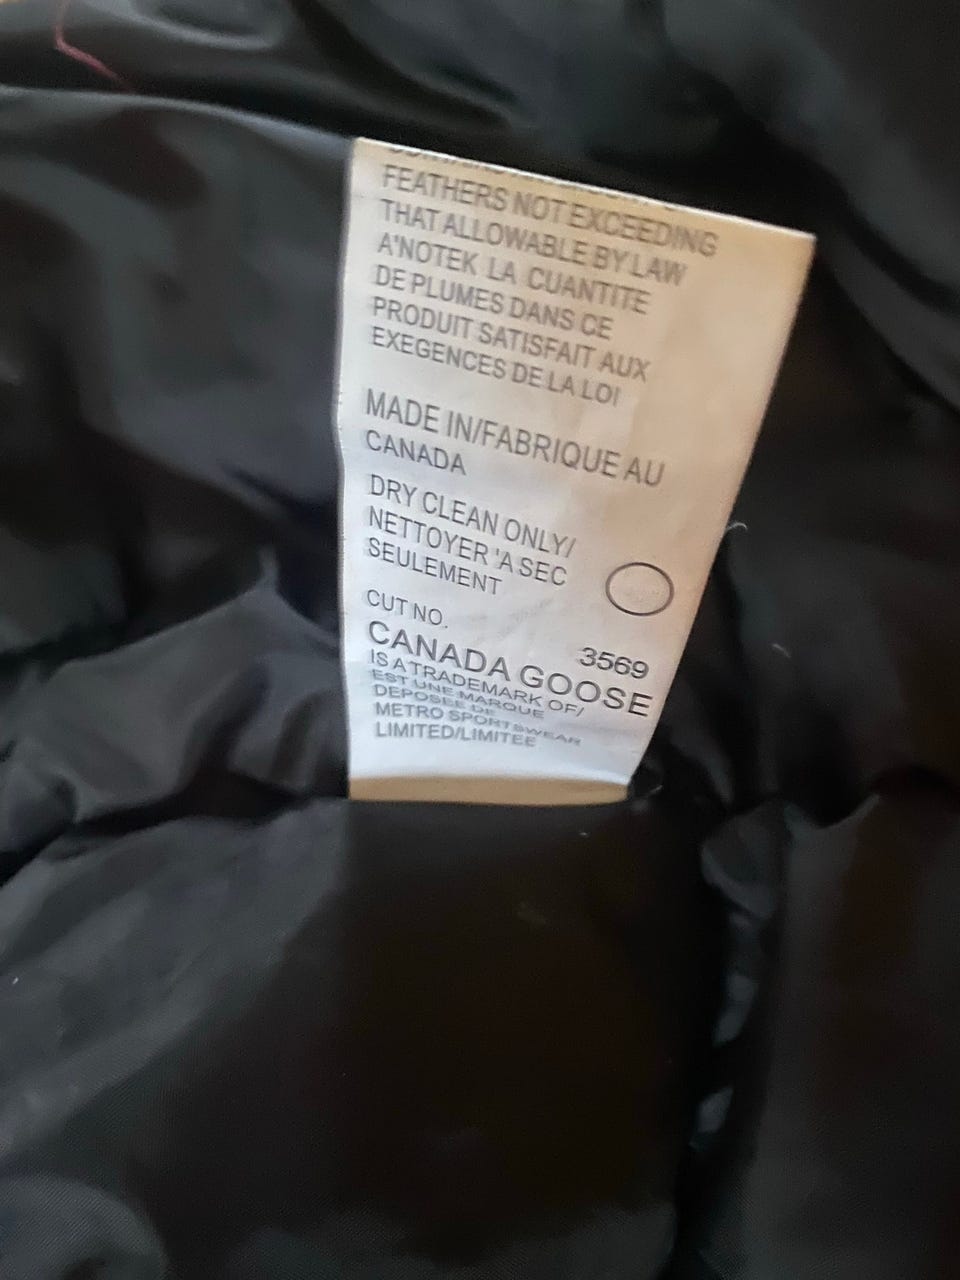 FEATHERS NOT EXCEEDING
THAT ALLOWABLE BY LAW
A'NOTEK LA CUANTITE
DE PLUMES DANS CE
PRODUIT SATISFAIT AUX
EXEGENCES DE LA LOI
MADE IN/FABRIQUE AU
CANADA
DRY CLEAN ONLY/
NETTOYER 'A SEC
SEULEMENT
CUT NO.
3569
CANADA GOOSE
IS A TRADEMARK OF/
EST UNE MARQUE
DEPOSEE DE
METRO SPORTSWEAR
LIMITED/LIMITEE